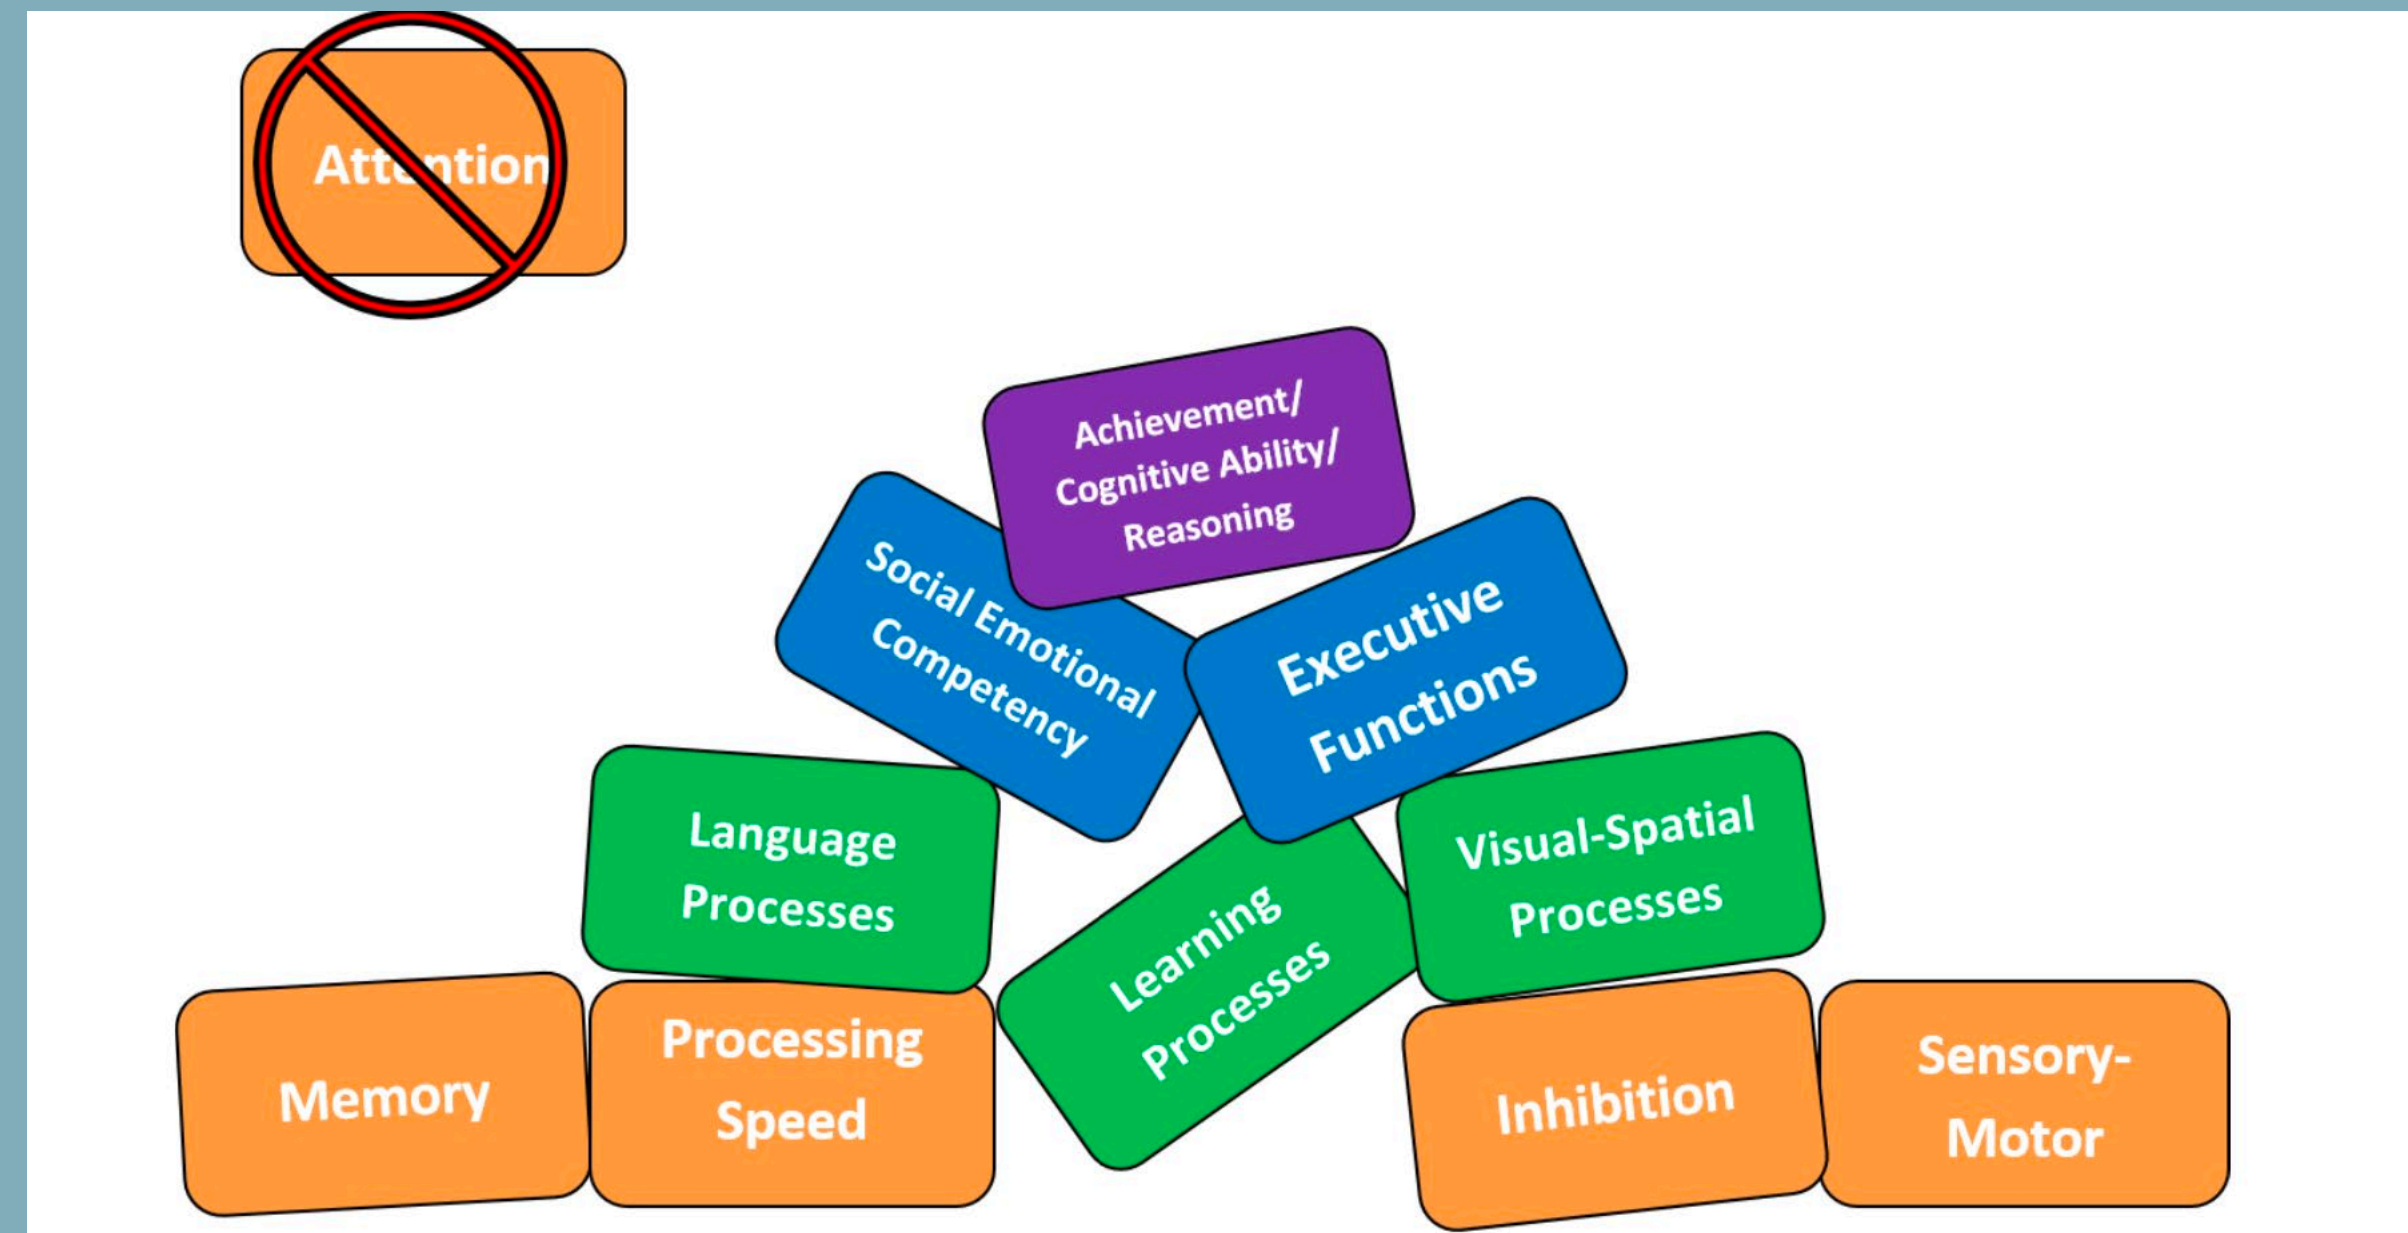 Attention
Achievement/
Cognitive Ability/
Reasoning
Social Emotional
Competency
Executive
Functions
Language
Processes
Learning
Processes
Visual-Spatial
Processes
Memory
Processing
Speed
Inhibition
Sensory-
Motor